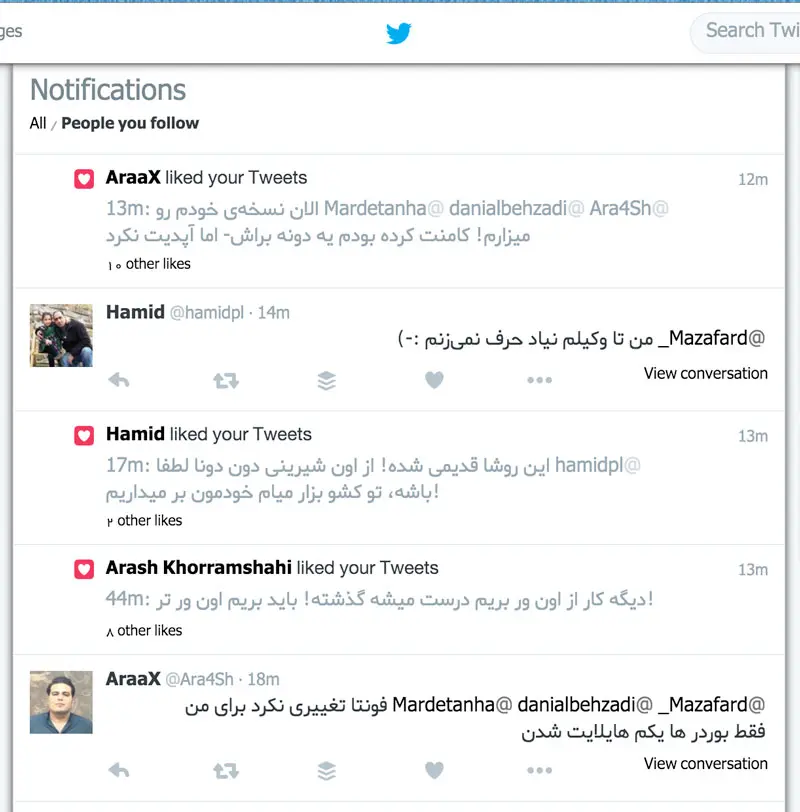 ges
Search Twi
Notifications
All / People you follow
AraaX liked your Tweets
12m
13m: الان نسخه‌ی خودم رو Mardetanha@ danialbehzadi@ Ara4Sh@
میزارم! کامنت کرده بودم یه دونه براش- اما آپدیت نکرد
۱۰ other likes
Hamid @hamidpl · 14m
@Mazafard_ من تا وکیلم نیاد حرف نمی‌زنم :-)
View conversation
Hamid liked your Tweets
13m
17m: این روشا قدیمی شده! از اون شیرینی دون دونا لطفا hamidpl@
باشه، تو کشو بزار میام خودمون بر میداریم!
۲ other likes
Arash Khorramshahi liked your Tweets
13m
44m: دیگه کار از اون ور بریم درست میشه گذشته! باید بریم اون ور تر!
۸ other likes
AraaX @Ara4Sh · 18m
@Mazafard_ @danialbehzadi @Mardetanha فونتا تغییری نکرد برای من
فقط بوردر ها یکم هایلایت شدن
View conversation